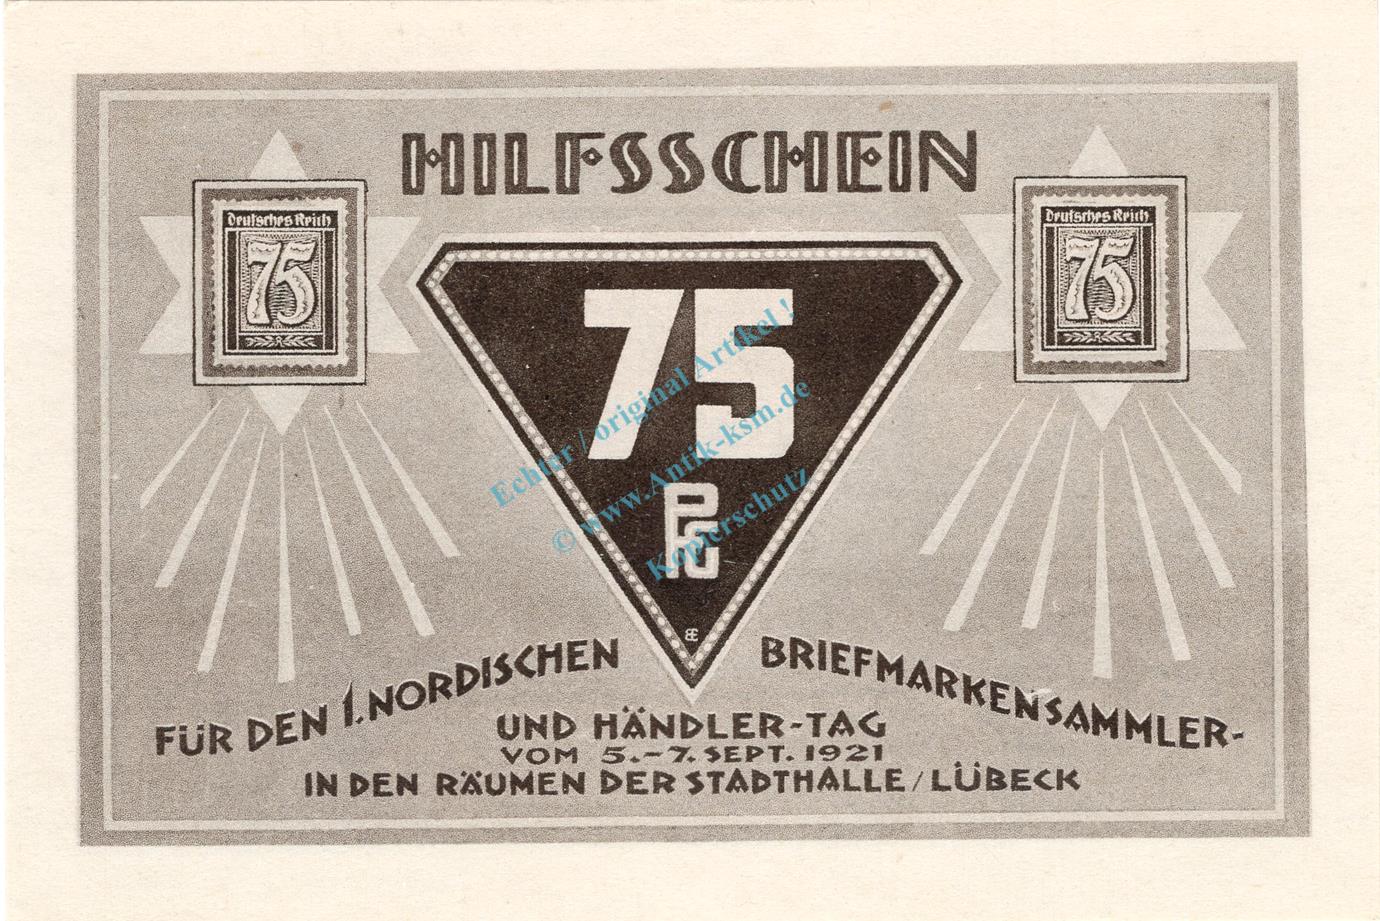 HILFSSCHEIN
Deutsches Reich
75
Deutsches Reich
75
75
PFG
FÜR DEN 1. NORDISCHEN BRIEFMARKENSAMMLER-
UND HÄNDLER-TAG
VOM 5.-7. SEPT. 1921
IN DEN RÄUMEN DER STADTHALLE/LÜBECK
Echter / original Artikel !
© www.Antik-ksm.de
Kopierschutz